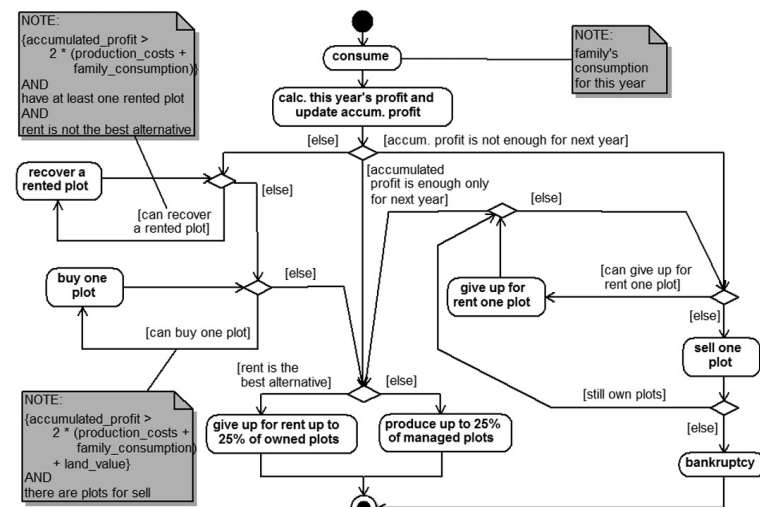 NOTE:
{accumulated_profit >
2 * (production_costs +
family_consumption)}
AND
have at least one rented plot
AND
rent is not the best alternative
consume
NOTE:
family's
consumption
for this year
calc. this year's profit and
update accum. profit
[else]
[accum. profit is not enough for next year]
[accumulated
profit is enough only
for next year]
recover a
rented plot
[else]
[can recover
a rented plot]
[else]
buy one
plot
[else]
[can buy one plot]
give up for
rent one plot
[can give up for
rent one plot]
[else]
sell one
plot
[still own plots]
[else]
bankruptcy
[rent is the
best alternative]
[else]
give up for rent up to
25% of owned plots
produce up to 25%
of managed plots
NOTE:
{accumulated_profit >
2 * (production_costs +
family_consumption)
+ land_value}
AND
there are plots for sell